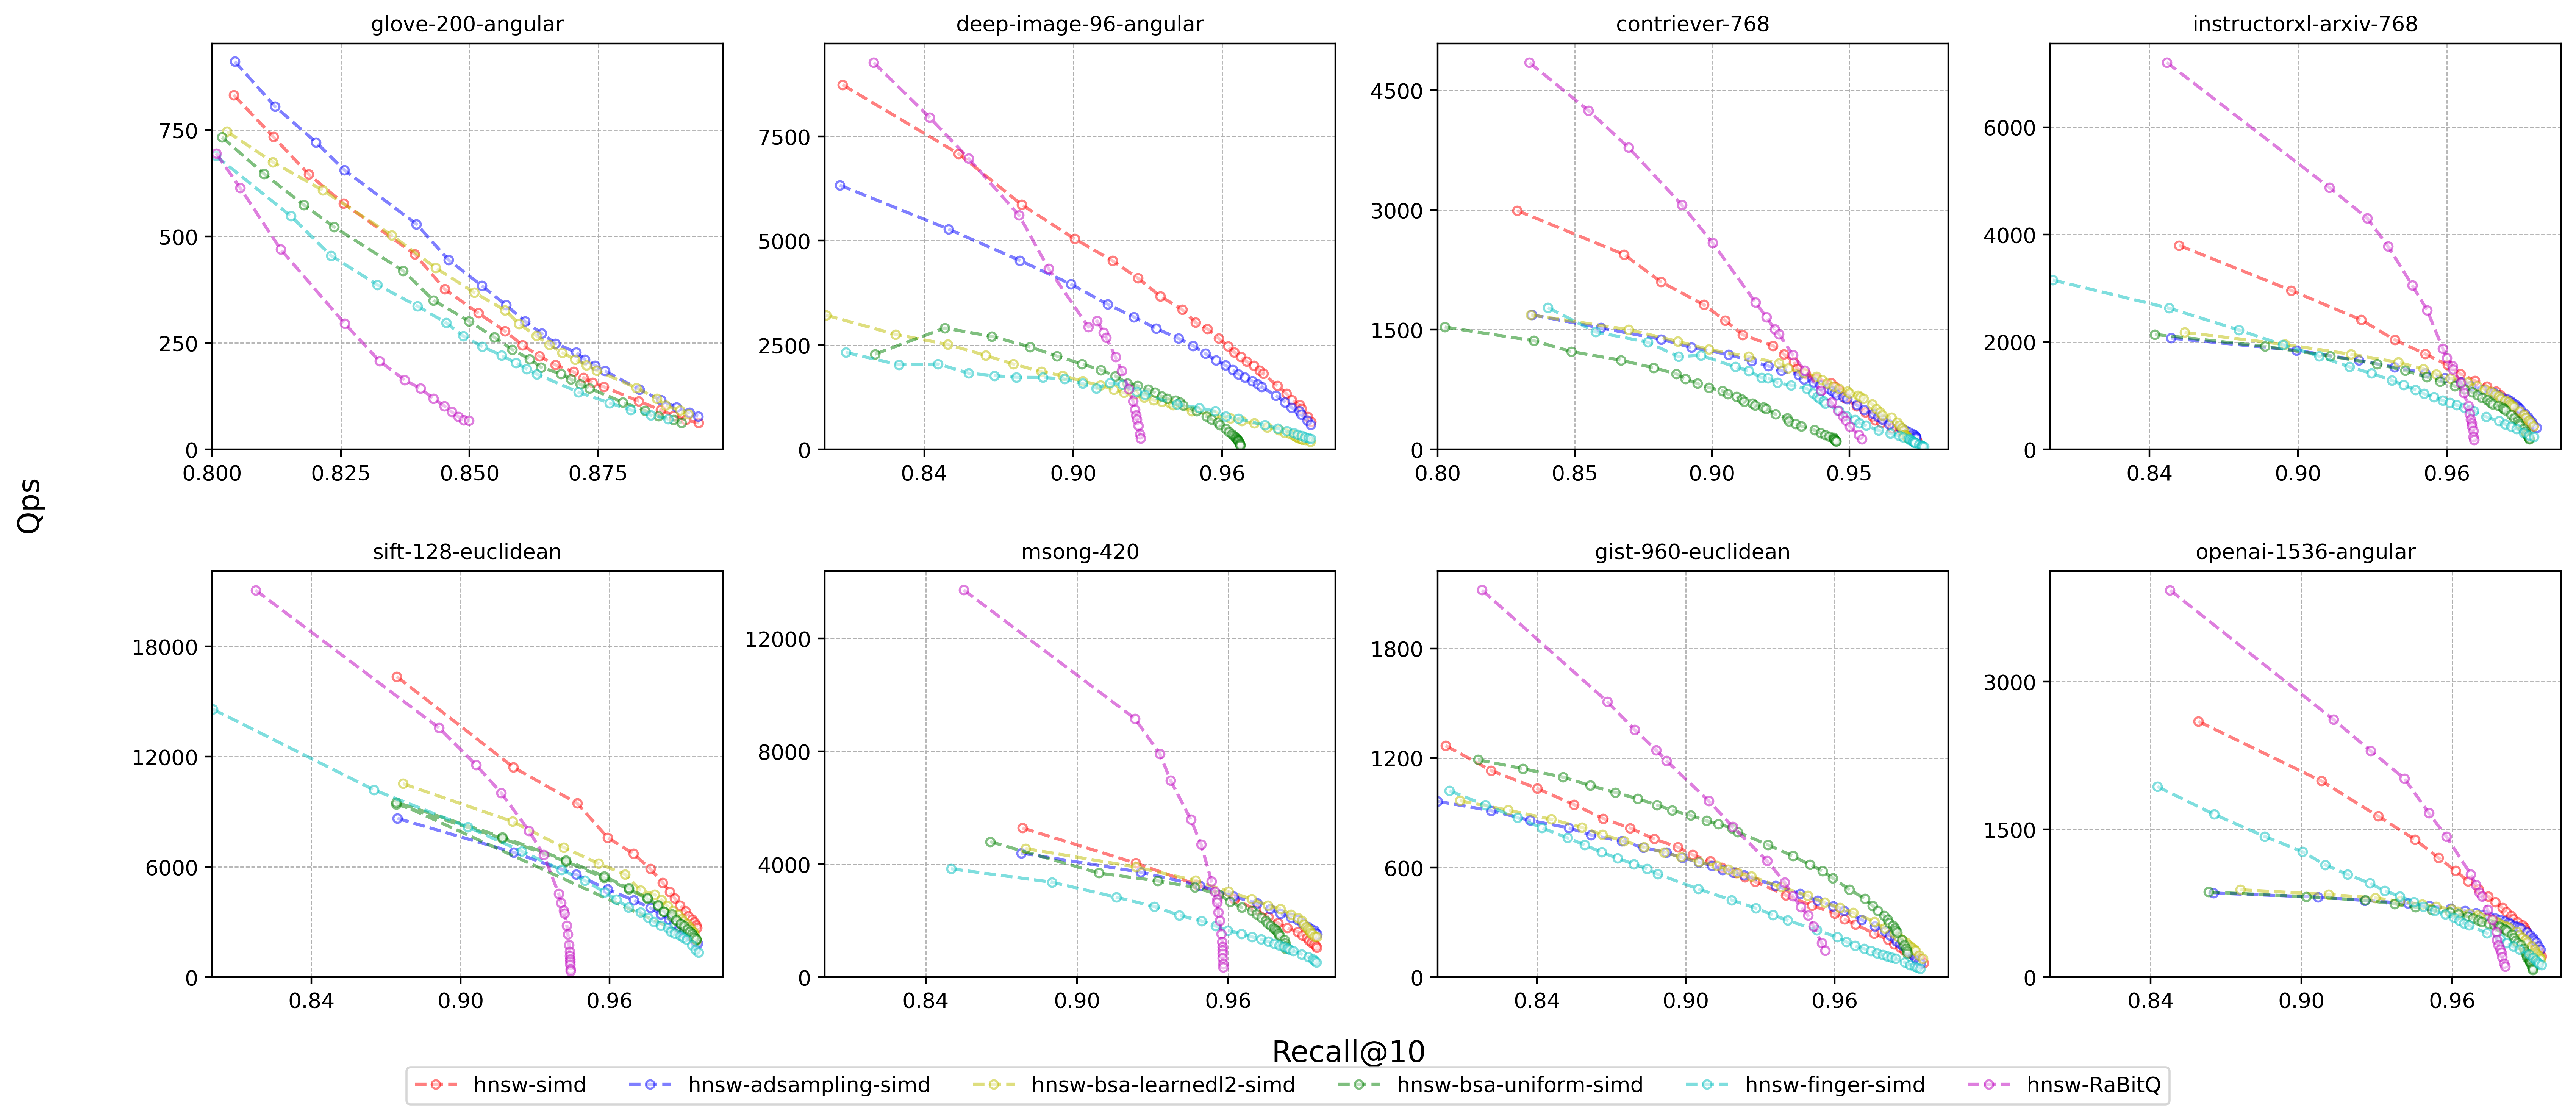 glove-200-angular
deep-image-96-angular
contriever-768
instructorxl-arxiv-768
750
500
250
0
0.800 0.825 0.850 0.875
7500
5000
2500
0
0.84 0.90 0.96
4500
3000
1500
0
0.80 0.85 0.90 0.95
6000
4000
2000
0
0.84 0.90 0.96
Qps
sift-128-euclidean
msong-420
gist-960-euclidean
openai-1536-angular
18000
12000
6000
0
0.84 0.90 0.96
12000
8000
4000
0
0.84 0.90 0.96
1800
1200
600
0
0.84 0.90 0.96
3000
1500
0
0.84 0.90 0.96
Recall@10
hnsw-simd hnsw-adsampling-simd hnsw-bsa-learnedl2-simd hnsw-bsa-uniform-simd hnsw-finger-simd hnsw-RaBitQ